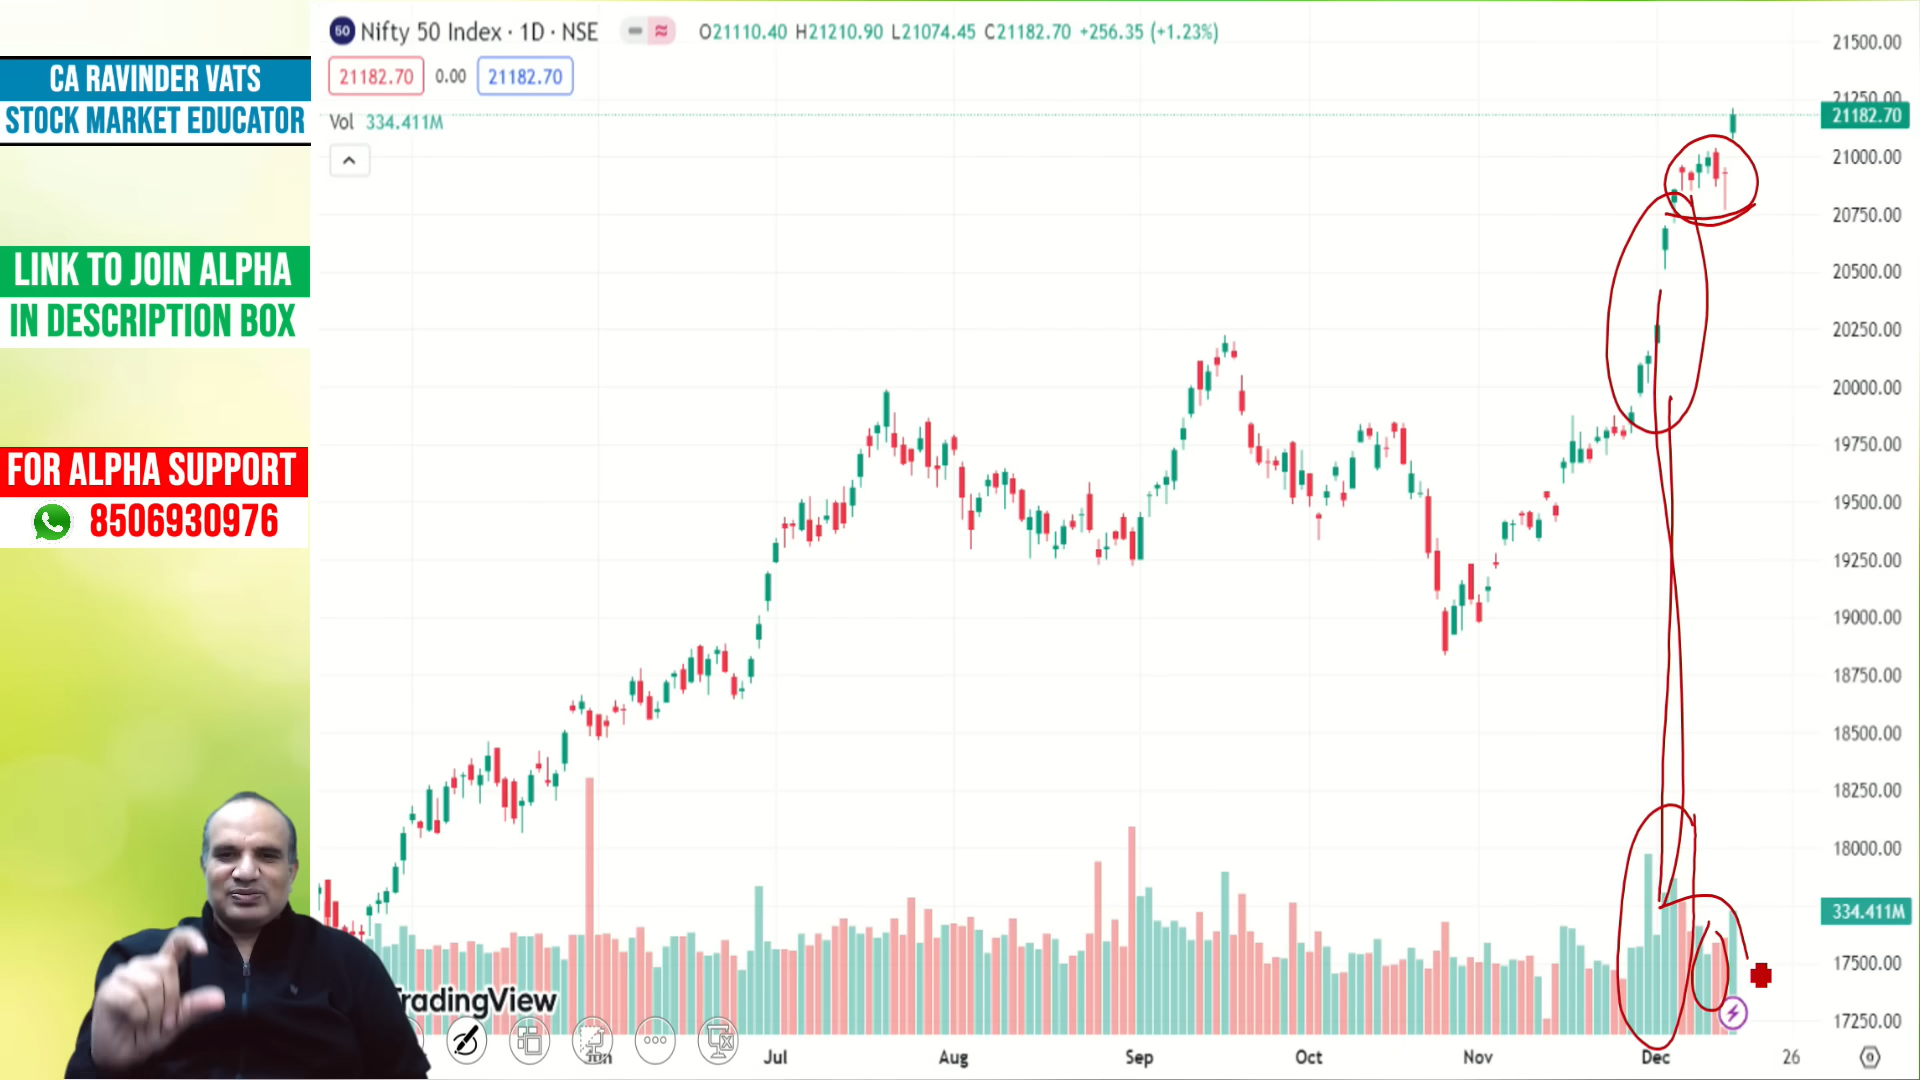 CA RAVINDER VATS
STOCK MARKET EDUCATOR
LINK TO JOIN ALPHA
IN DESCRIPTION BOX
FOR ALPHA SUPPORT
8506930976
50 Nifty 50 Index · 1D · NSE O21110.40 H21210.90 L21074.45 C21182.70 +256.35 (+1.23%)
21182.70 0.00 21182.70
Vol 334.411M
21500.00
21250.00
21182.70
21000.00
20750.00
20500.00
20250.00
20000.00
19750.00
19500.00
19250.00
19000.00
18750.00
18500.00
18250.00
18000.00
334.411M
17500.00
17250.00
TradingView
Jun Jul Aug Sep Oct Nov Dec 26